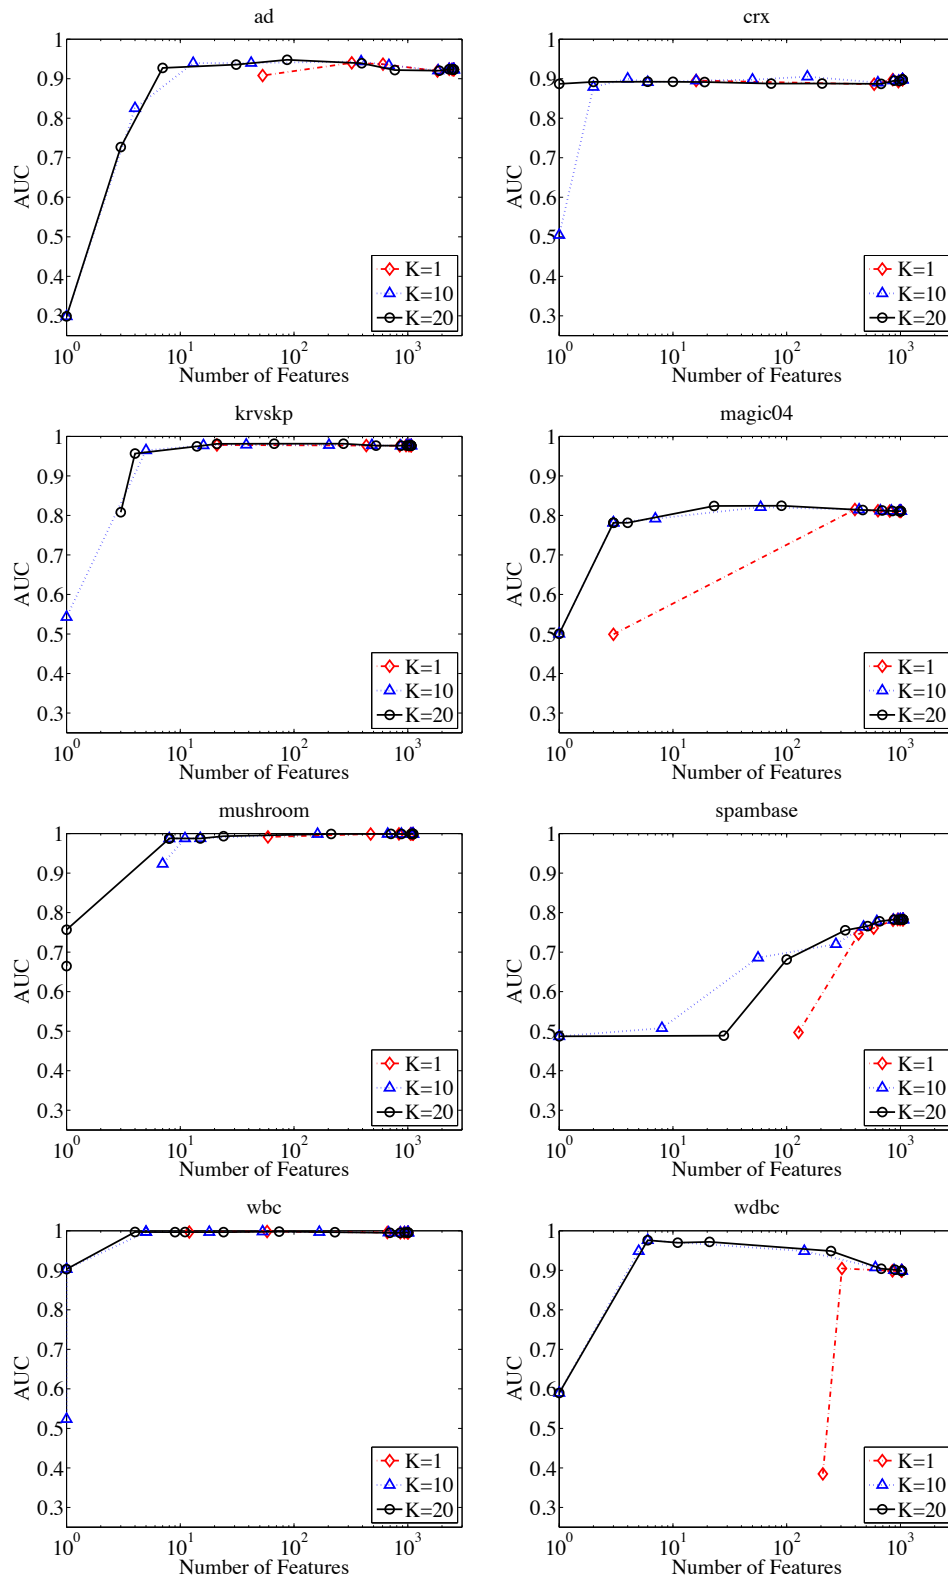 ad
1
0.9
0.8
0.7
0.6
0.5
0.4
0.3
AUC
K=1
K=10
K=20
10^0 10^1 10^2 10^3
Number of Features
crx
1
0.9
0.8
0.7
0.6
0.5
0.4
0.3
AUC
K=1
K=10
K=20
10^0 10^1 10^2 10^3
Number of Features
krvskp
1
0.9
0.8
0.7
0.6
0.5
0.4
0.3
AUC
K=1
K=10
K=20
10^0 10^1 10^2 10^3
Number of Features
magic04
1
0.9
0.8
0.7
0.6
0.5
0.4
0.3
AUC
K=1
K=10
K=20
10^0 10^1 10^2 10^3
Number of Features
mushroom
1
0.9
0.8
0.7
0.6
0.5
0.4
0.3
AUC
K=1
K=10
K=20
10^0 10^1 10^2 10^3
Number of Features
spambase
1
0.9
0.8
0.7
0.6
0.5
0.4
0.3
AUC
K=1
K=10
K=20
10^0 10^1 10^2 10^3
Number of Features
wbc
1
0.9
0.8
0.7
0.6
0.5
0.4
0.3
AUC
K=1
K=10
K=20
10^0 10^1 10^2 10^3
Number of Features
wdbc
1
0.9
0.8
0.7
0.6
0.5
0.4
0.3
AUC
K=1
K=10
K=20
10^0 10^1 10^2 10^3
Number of Features